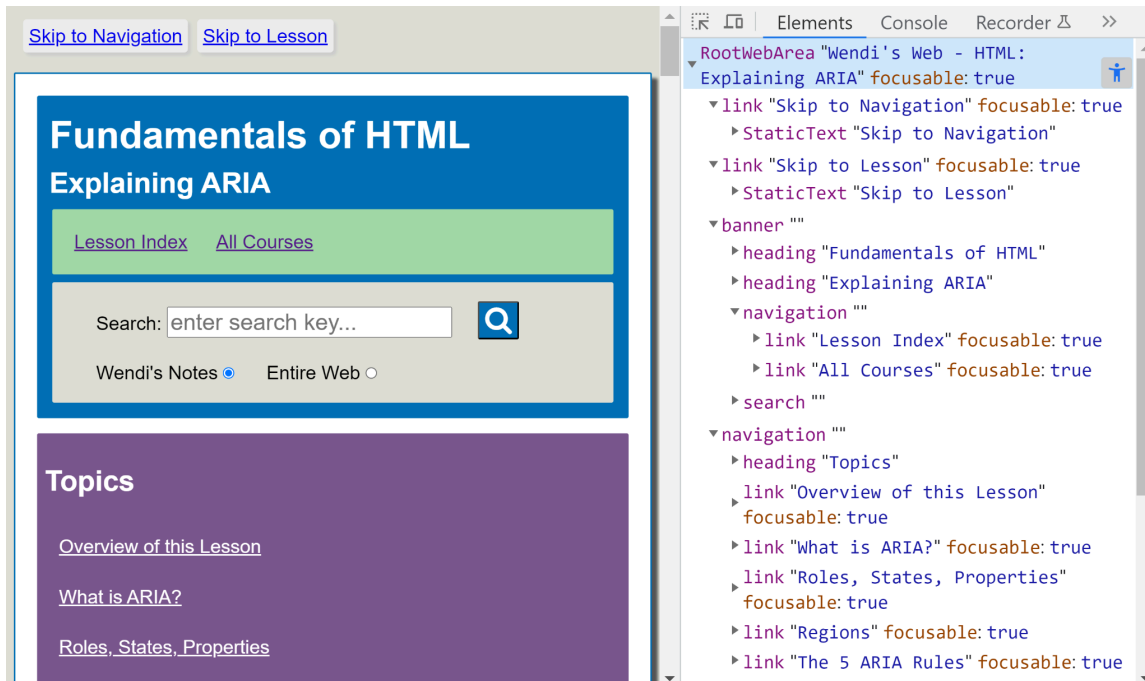 Skip to Navigation Skip to Lesson
Fundamentals of HTML
Explaining ARIA
Lesson Index All Courses
Search: enter search key...
Wendi's Notes Entire Web
Topics
Overview of this Lesson
What is ARIA?
Roles, States, Properties
Elements Console Recorder
RootWebArea "Wendi's Web - HTML:
Explaining ARIA" focusable: true
link "Skip to Navigation" focusable: true
StaticText "Skip to Navigation"
link "Skip to Lesson" focusable: true
StaticText "Skip to Lesson"
banner ""
heading "Fundamentals of HTML"
heading "Explaining ARIA"
navigation ""
link "Lesson Index" focusable: true
link "All Courses" focusable: true
search ""
navigation ""
heading "Topics"
link "Overview of this Lesson"
focusable: true
link "What is ARIA?" focusable: true
link "Roles, States, Properties"
focusable: true
link "Regions" focusable: true
link "The 5 ARIA Rules" focusable: true